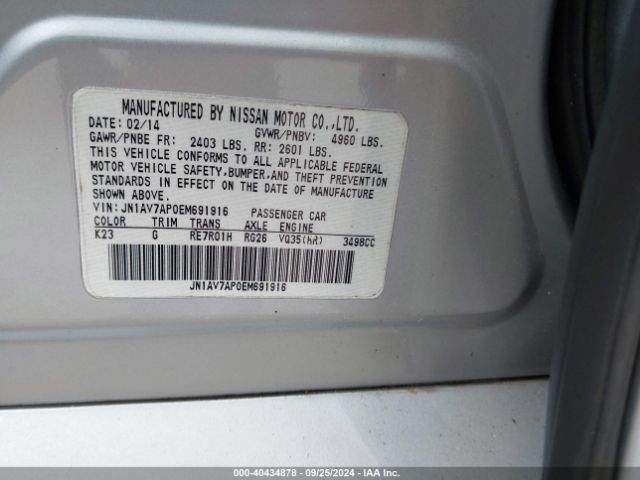 MANUFACTURED BY NISSAN MOTOR CO.,LTD.
DATE: 02/14 GVWR/PNBV: 4960 LBS.
GAWR/PNBE FR: 2403 LBS. RR: 2601 LBS.
THIS VEHICLE CONFORMS TO ALL APPLICABLE FEDERAL
MOTOR VEHICLE SAFETY,BUMPER,AND THEFT PREVENTION
STANDARDS IN EFFECT ON THE DATE OF MANUFACTURE
SHOWN ABOVE.
VIN: JN1AV7AP0EM691916 PASSENGER CAR
COLOR TRIM TRANS AXLE ENGINE
K23 G RE7R01H RG26 VQ35(HR) 3498CC
JN1AV7AP0EM691916
000-40434878 - 09/25/2024 - IAA Inc.